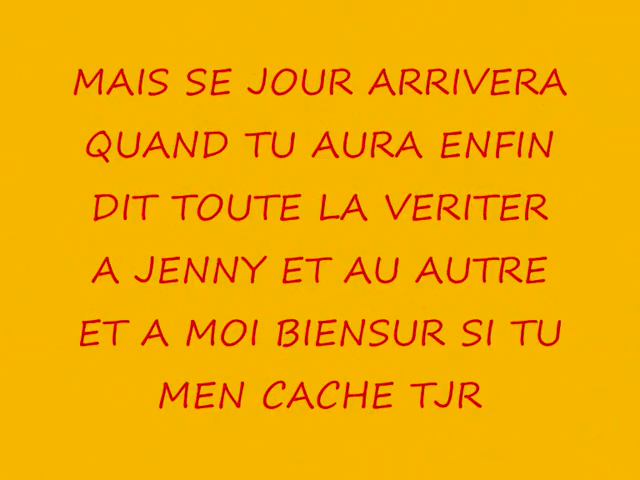 MAIS SE JOUR ARRIVERA
QUAND TU AURA ENFIN
DIT TOUTE LA VERITER
A JENNY ET AU AUTRE
ET A MOI BIENSUR SI TU
MEN CACHE TJR